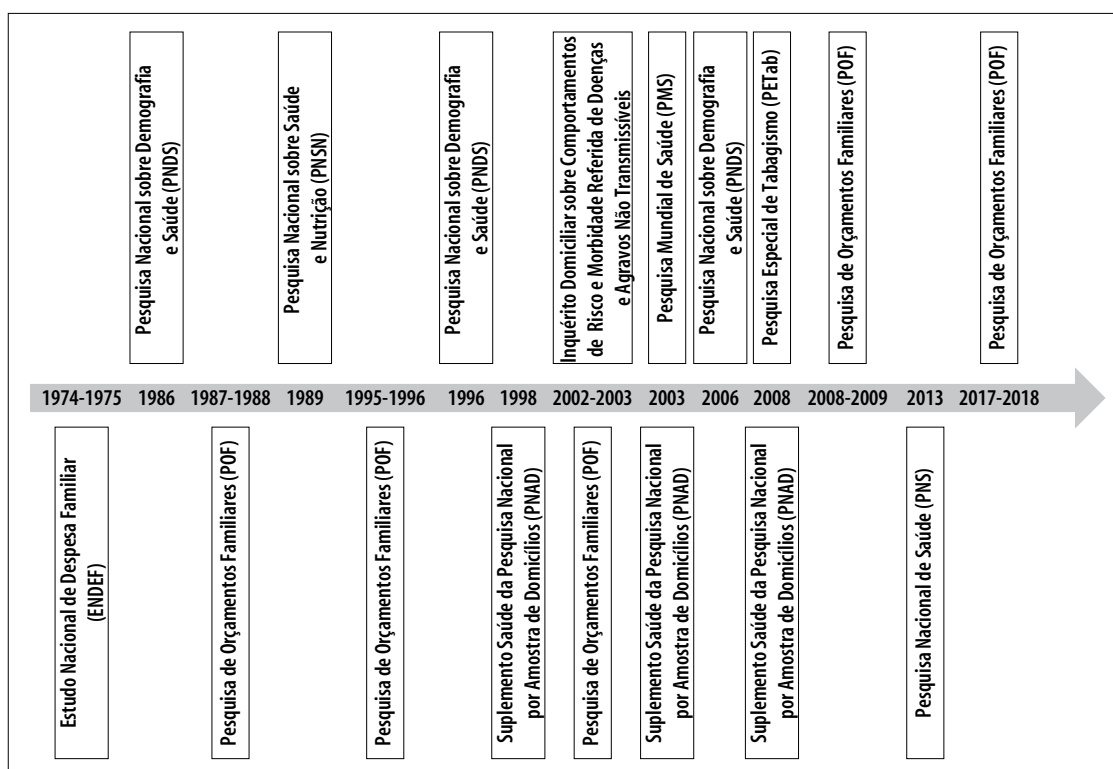 Pesquisa Nacional sobre Demografia
e Saúde (PNDS)
Pesquisa Nacional sobre Saúde
e Nutrição (PNSN)
Pesquisa Nacional sobre Demografia
e Saúde (PNDS)
Inquérito Domiciliar sobre Comportamentos
de Risco e Morbidade Referida de Doenças
e Agravos Não Transmissíveis
Pesquisa Mundial de Saúde (PMS)
Pesquisa Nacional sobre Demografia
e Saúde (PNDS)
Pesquisa Especial de Tabagismo (PETab)
Pesquisa de Orçamentos Familiares (POF)
Pesquisa de Orçamentos Familiares (POF)
1974-1975 1986 1987-1988 1989 1995-1996 1996 1998 2002-2003 2003 2006 2008 2008-2009 2013 2017-2018
Estudo Nacional de Despesa Familiar
(ENDEF)
Pesquisa de Orçamentos Familiares (POF)
Pesquisa de Orçamentos Familiares (POF)
Suplemento Saúde da Pesquisa Nacional
por Amostra de Domicílios (PNAD)
Pesquisa de Orçamentos Familiares (POF)
Suplemento Saúde da Pesquisa Nacional
por Amostra de Domicílios (PNAD)
Suplemento Saúde da Pesquisa Nacional
por Amostra de Domicílios (PNAD)
Pesquisa Nacional de Saúde (PNS)